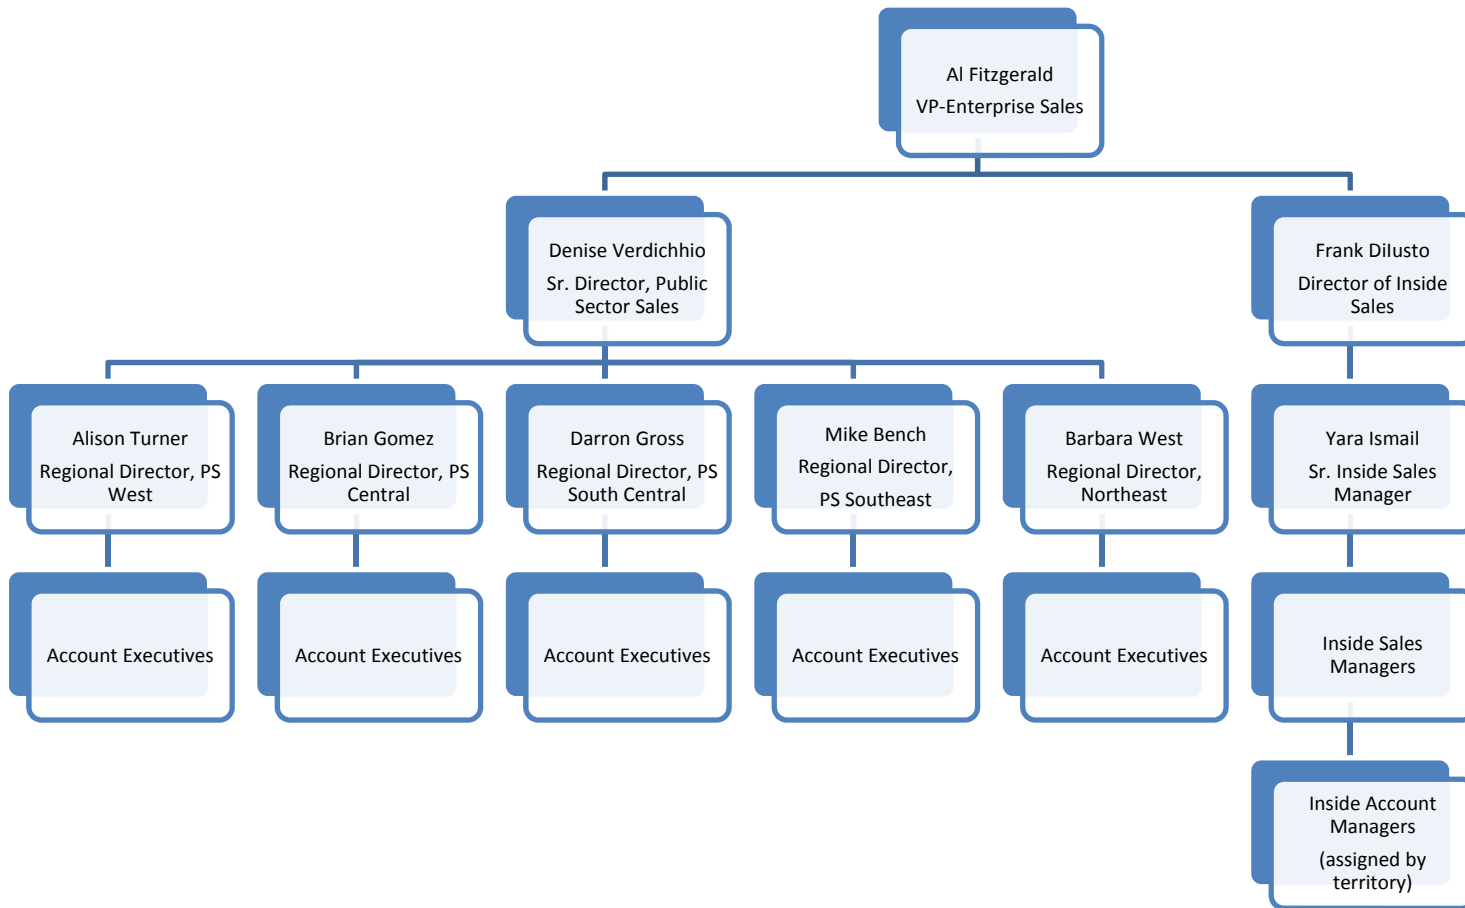 Al Fitzgerald
VP-Enterprise Sales
Denise Verdichhio
Sr. Director, Public
Sector Sales
Frank DiIusto
Director of Inside
Sales
Alison Turner
Regional Director, PS
West
Brian Gomez
Regional Director, PS
Central
Darron Gross
Regional Director, PS
South Central
Mike Bench
Regional Director,
PS Southeast
Barbara West
Regional Director,
Northeast
Yara Ismail
Sr. Inside Sales
Manager
Account Executives
Account Executives
Account Executives
Account Executives
Account Executives
Inside Sales
Managers
Inside Account
Managers
(assigned by
territory)